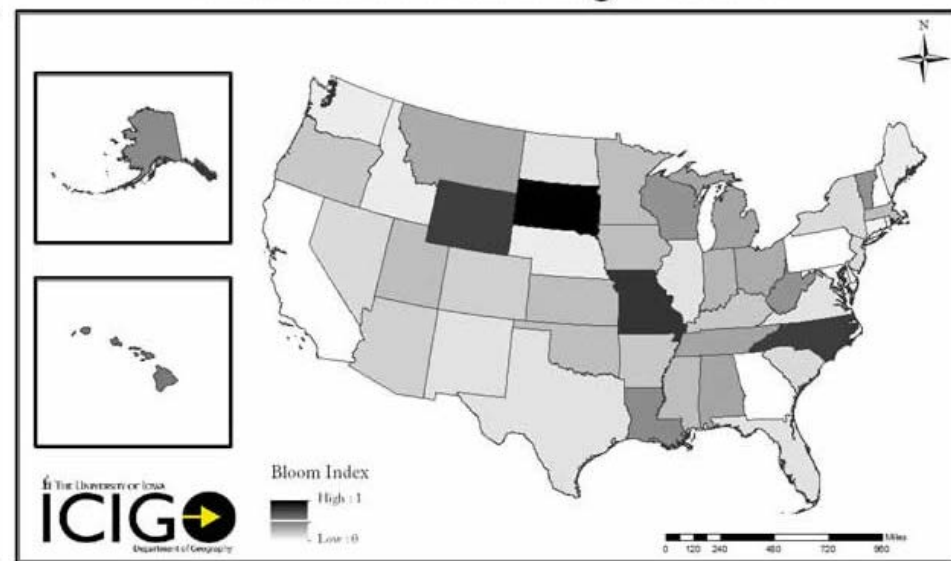 N
Bloom Index
High : 1
Low : 0
THE UNIVERSITY OF IOWA
ICIGO
Department of Geography
Miles
0 120 240 480 720 960